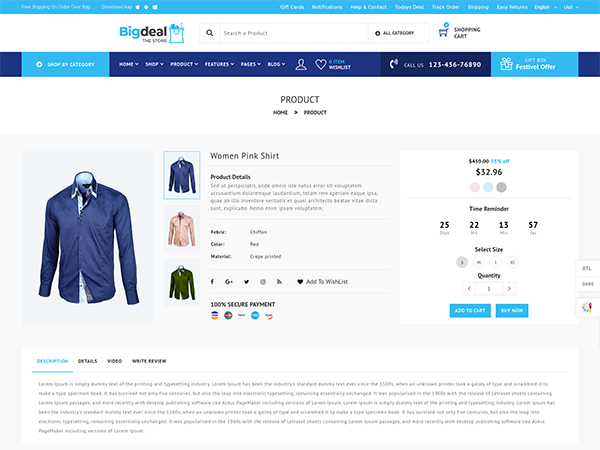 Free Shipping On Order Over $99 Download App Gift Cards Notifications Help & Contact Todays Deal Track Order Shipping Easy Returns English Usd
Bigdeal
THE STORE
Search a Product
ALL CATEGORY
0
SHOPPING
CART
SHOP BY CATEGORY
HOME SHOP PRODUCT FEATURES PAGES BLOG
0 ITEM
WISHLIST
CALL US 123-456-76890
GIFT BOX
Festivel Offer
PRODUCT
HOME » PRODUCT
Women Pink Shirt
Product Details
Sed ut perspiciatis, unde omnis iste natus error sit voluptatem
accusantium doloremque laudantium, totam rem aperiam eaque ipsa,
quae ab illo inventore veritatis et quasi architecto beatae vitae dicta
sunt, explicabo. Nemo enim ipsam voluptatem,
Febric: Chiffon
Color: Red
Material: Crepe printed
Add To WishList
100% SECURE PAYMENT
$459.00 55% off
$32.96
Time Reminder
25 22 13 57
Days Hrs Min Sec
Select Size
s m l xl
Quantity
< 1 >
ADD TO CART BUY NOW
RTL
DARK
DESCRIPTION DETAILS VIDEO WRITE REVIEW
Lorem Ipsum is simply dummy text of the printing and typesetting industry. Lorem Ipsum has been the industry's standard dummy text ever since the 1500s, when an unknown printer took a galley of type and scrambled it to make a type
specimen book. It has survived not only five centuries, but also the leap into electronic typesetting, remaining essentially unchanged. It was popularised in the 1960s with the release of Letraset sheets containing
Lorem Ipsum passages, and more recently with desktop publishing software like Aldus PageMaker including versions of Lorem Ipsum. Lorem Ipsum is simply dummy text of the printing and typesetting industry. Lorem Ipsum has
been the industry's standard dummy text ever since the 1500s, when an unknown printer took a galley of type and scrambled it to make a type specimen book. It has survived not only five centuries, but also the leap into
electronic typesetting, remaining essentially unchanged. It was popularised in the 1960s with the release of Letraset sheets containing Lorem Ipsum passages, and more recently with desktop publishing software like Aldus
PageMaker including versions of Lorem Ipsum.